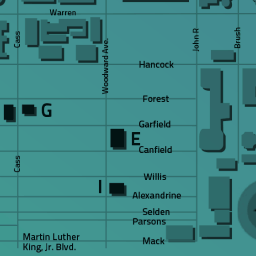 Warren
Cass
Woodward Ave.
John R
Brush
Hancock
Forest
G
Garfield
E
Canfield
Cass
Willis
I
Alexandrine
Selden
Parsons
Martin Luther
King, Jr. Blvd.
Mack